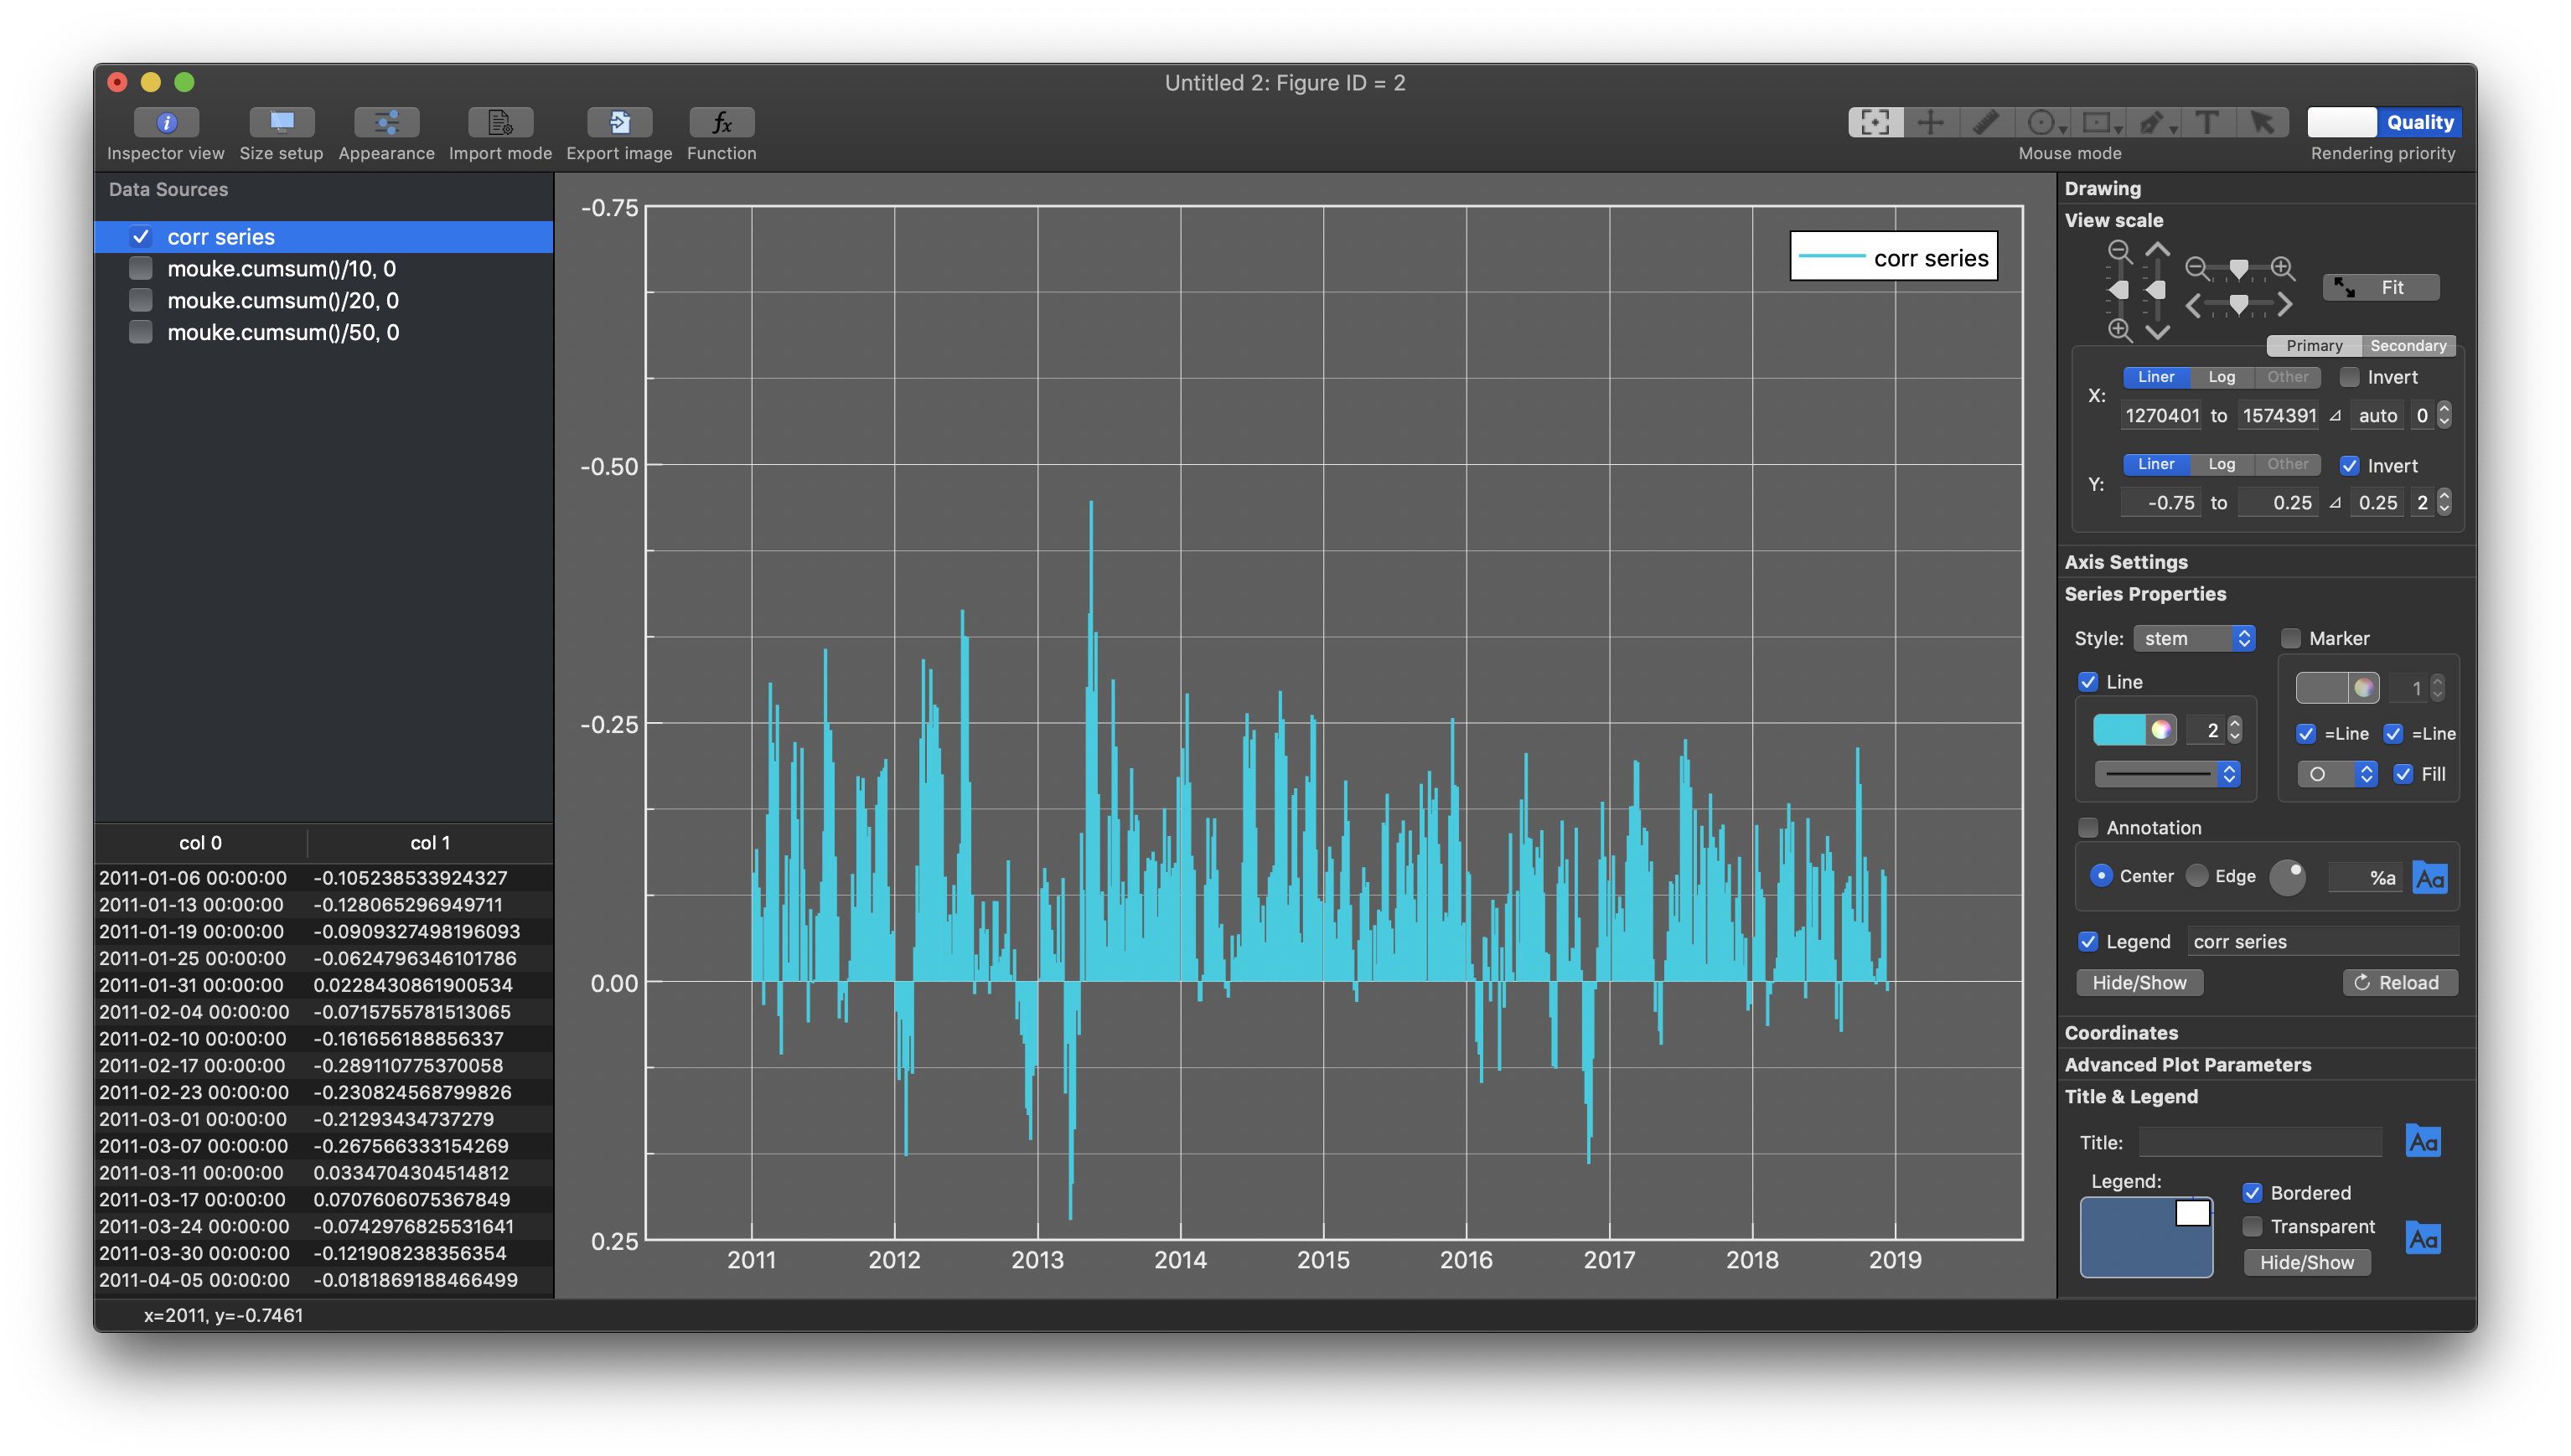 Untitled 2: Figure ID = 2
Inspector view Size setup Appearance Import mode Export image Function Mouse mode Quality Rendering priority
Data Sources
corr series
mouke.cumsum()/10, 0
mouke.cumsum()/20, 0
mouke.cumsum()/50, 0
col 0 col 1
2011-01-06 00:00:00 -0.105238533924327
2011-01-13 00:00:00 -0.128065296949711
2011-01-19 00:00:00 -0.0909327498196093
2011-01-25 00:00:00 -0.0624796346101786
2011-01-31 00:00:00 0.0228430861900534
2011-02-04 00:00:00 -0.0715755781513065
2011-02-10 00:00:00 -0.161656188856337
2011-02-17 00:00:00 -0.289110775370058
2011-02-23 00:00:00 -0.230824568799826
2011-03-01 00:00:00 -0.21293434737279
2011-03-07 00:00:00 -0.267566333154269
2011-03-11 00:00:00 0.0334704304514812
2011-03-17 00:00:00 0.0707606075367849
2011-03-24 00:00:00 -0.0742976825531641
2011-03-30 00:00:00 -0.121908238356354
2011-04-05 00:00:00 -0.0181869188466499
x=2011, y=-0.7461
-0.75
-0.50
-0.25
0.00
0.25
2011 2012 2013 2014 2015 2016 2017 2018 2019
corr series
Drawing
View scale
Fit
Primary Secondary
X: Liner Log Other Invert
1270401 to 1574391 ⊿ auto 0
Y: Liner Log Other Invert
-0.75 to 0.25 ⊿ 0.25 2
Axis Settings
Series Properties
Style: stem Marker
Line 1
2 =Line =Line
Fill
Annotation
Center Edge %a Aa
Legend corr series
Hide/Show Reload
Coordinates
Advanced Plot Parameters
Title & Legend
Title: Aa
Legend:
Bordered
Transparent Aa
Hide/Show